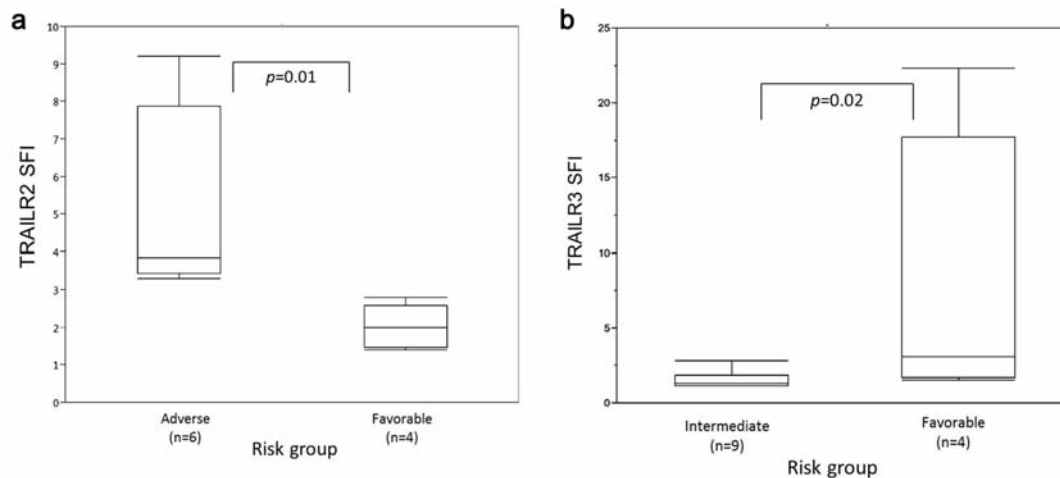 a
10
9
8
7
6
5
4
3
2
1
0
TRAILR2 SFI
p=0.01
Adverse
(n=6)
Favorable
(n=4)
Risk group
b
25
20
15
10
5
0
TRAILR3 SFI
p=0.02
Intermediate
(n=9)
Favorable
(n=4)
Risk group